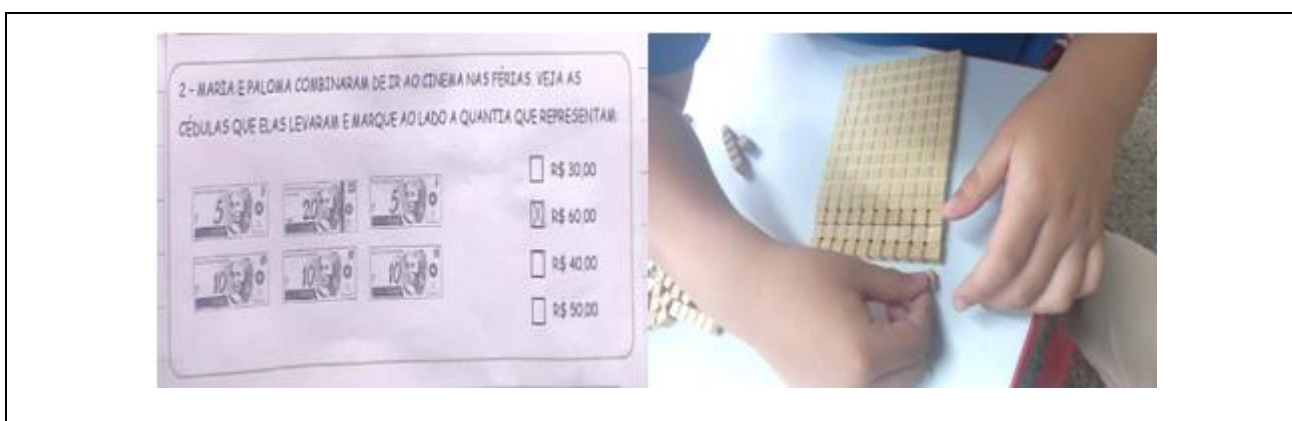 2 - MARIA E PALOMA COMBINARAM DE IR AO CINEMA NAS FÉRIAS. VEJA AS
CÉDULAS QUE ELAS LEVARAM E MARQUE AO LADO A QUANTIA QUE REPRESENTAM:
5 20 5
10 10 10
R$ 30,00
X R$ 60,00
R$ 40,00
R$ 50,00